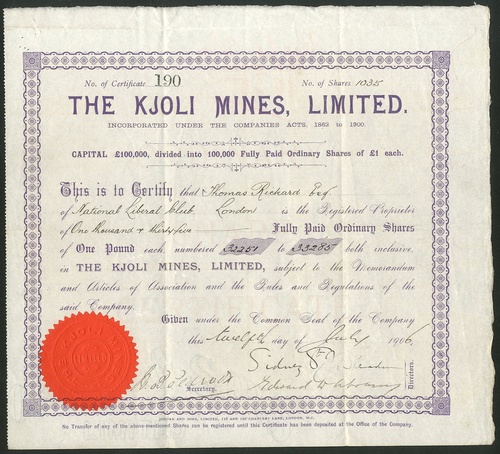 No. of Certificate 190 No. of Shares 1035
THE KJOLI MINES, LIMITED.
INCORPORATED UNDER THE COMPANIES ACTS, 1862 to 1900.
CAPITAL £100,000, divided into 100,000 Fully Paid Ordinary Shares of £1 each.
This is to Certify that Thomas Rickard Esq
of National Liberal Club, London is the Registered Proprietor
of One thousand & thirty five Fully Paid Ordinary Shares
of One Pound each numbered 32251 to 33285 both inclusive,
in THE KJOLI MINES, LIMITED, subject to the Memorandum
and Articles of Association and the Rules and Regulations of the
said Company.
Given under the Common Seal of the Company
this twelfth day of July 1906
Sidney
Edward
Directors.
Secretary.
No Transfer of any of the above-mentioned Shares can be registered until this Certificate has been deposited at the Office of the Company.